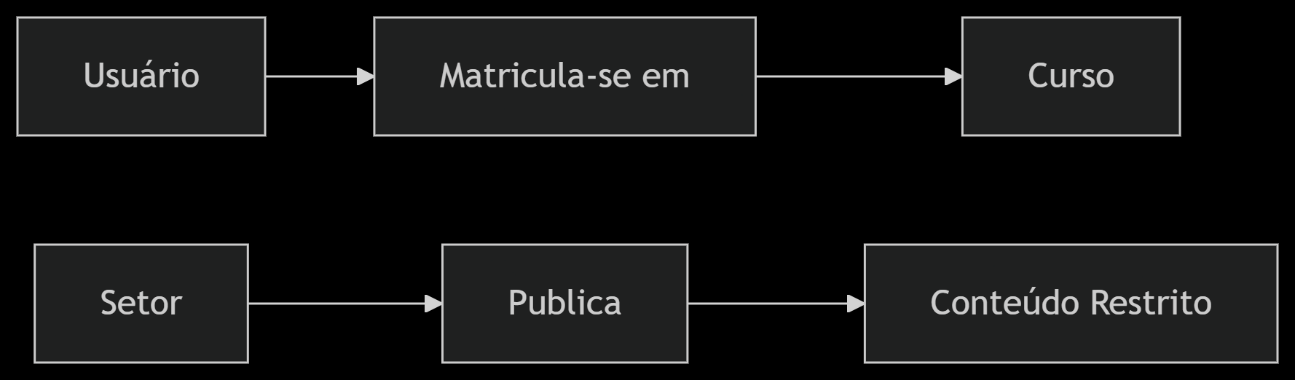 Usuário
Matricula-se em
Curso
Setor
Publica
Conteúdo Restrito